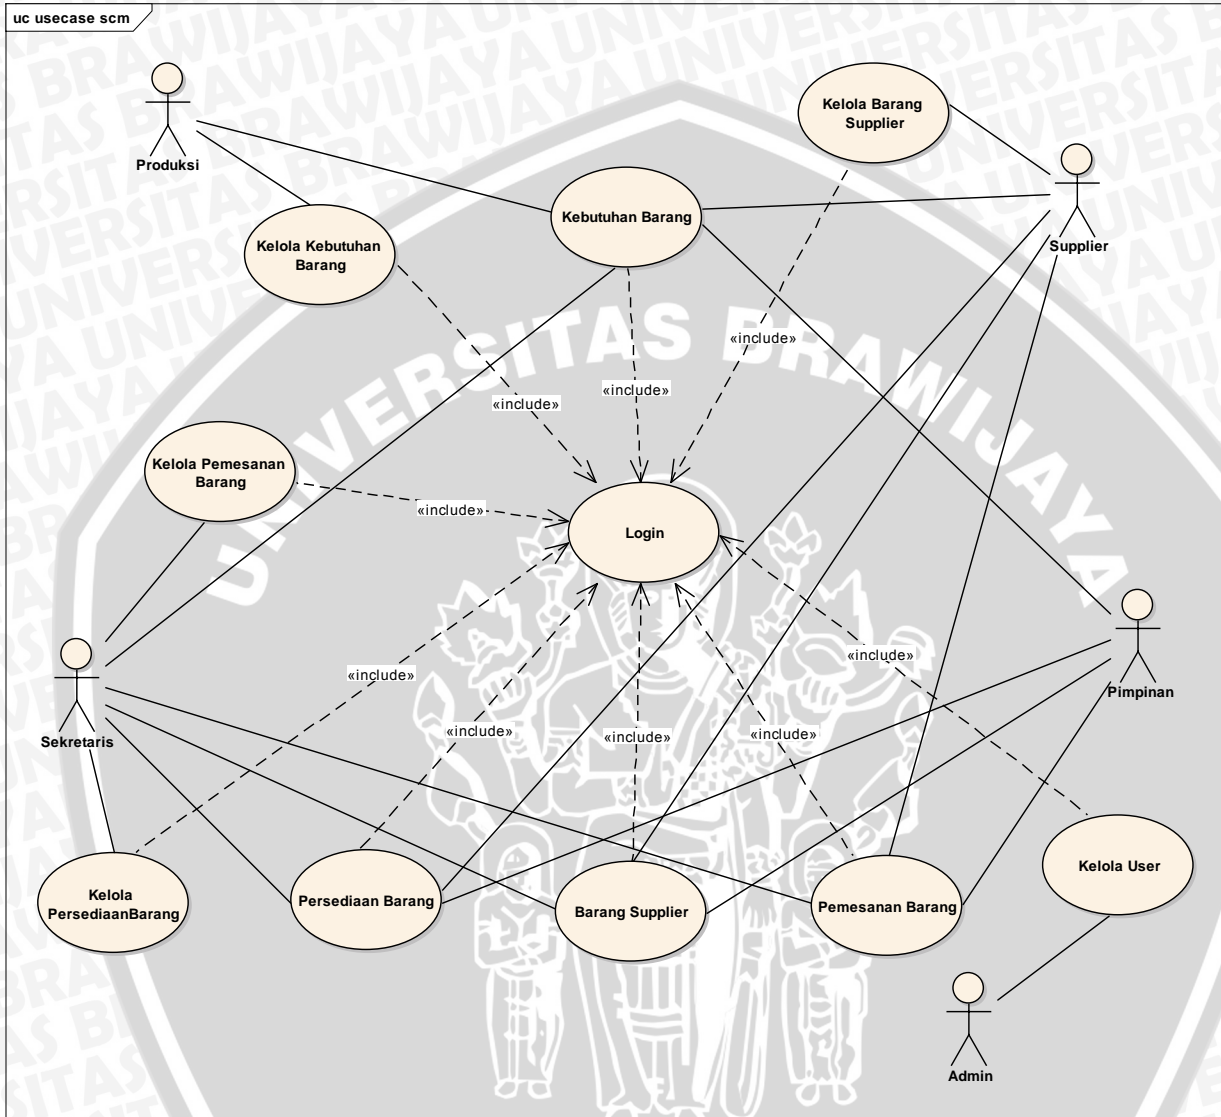 uc usecase scm
Produksi
Kelola Barang
Supplier
Supplier
Kebutuhan Barang
Kelola Kebutuhan
Barang
«include»
«include»
«include»
UNIVERSITAS BRAWIJAYA
Kelola Pemesanan
Barang
«include»
Login
Sekretaris
«include»
«include»
«include»
«include»
«include»
Pimpinan
Kelola
PersediaanBarang
Persediaan Barang
Barang Supplier
Pemesanan Barang
Kelola User
Admin